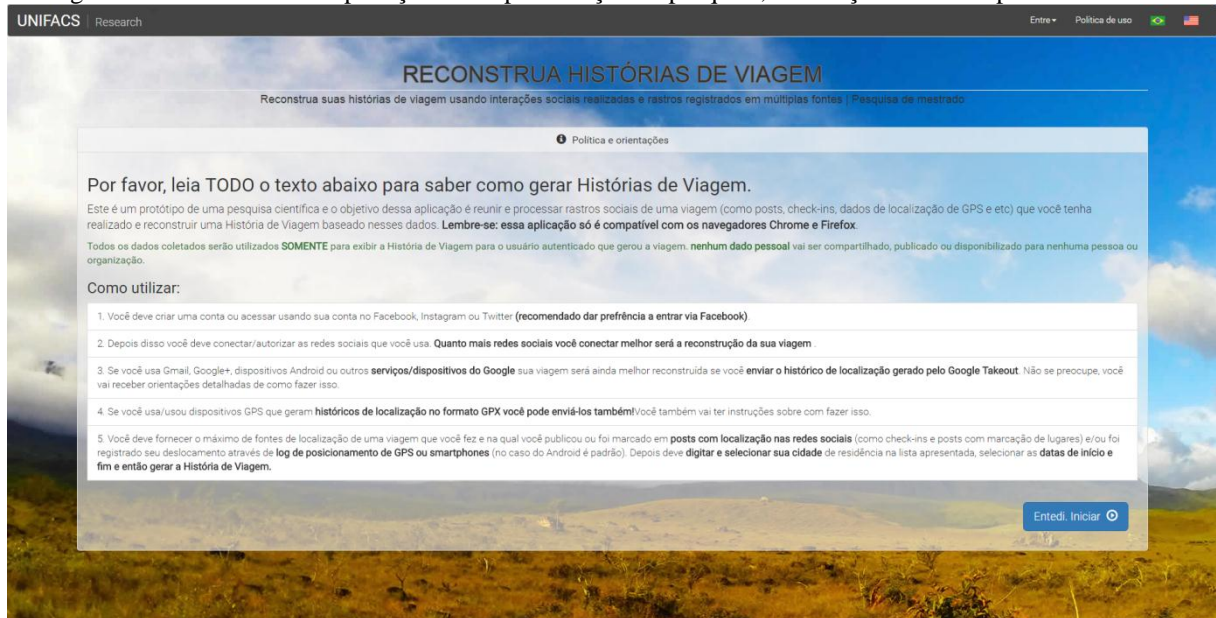 UNIFACS | Research
Entre
Política de uso
RECONSTRUA HISTÓRIAS DE VIAGEM
Reconstrua suas histórias de viagem usando interações sociais realizadas e rastros registrados em múltiplas fontes | Pesquisa de mestrado
Política e orientações
Por favor, leia TODO o texto abaixo para saber como gerar Histórias de Viagem.
Este é um protótipo de uma pesquisa científica e o objetivo dessa aplicação é reunir e processar rastros sociais de uma viagem (como posts, check-ins, dados de localização de GPS e etc) que você tenha
realizado e reconstruir uma História de Viagem baseado nesses dados. Lembre-se: essa aplicação só é compatível com os navegadores Chrome e Firefox.
Todos os dados coletados serão utilizados SOMENTE para exibir a História de Viagem para o usuário autenticado que gerou a viagem. nenhum dado pessoal vai ser compartilhado, publicado ou disponibilizado para nenhuma pessoa ou
organização.
Como utilizar:
1. Você deve criar uma conta ou acessar usando sua conta no Facebook, Instagram ou Twitter (recomendado dar prefrência a entrar via Facebook).
2. Depois disso você deve conectar/autorizar as redes sociais que você usa. Quanto mais redes sociais você conectar melhor será a reconstrução da sua viagem .
3. Se você usa Gmail, Google+, dispositivos Android ou outros serviços/dispositivos do Google sua viagem será ainda melhor reconstruída se você enviar o histórico de localização gerado pelo Google Takeout. Não se preocupe, você
vai receber orientações detalhadas de como fazer isso.
4. Se você usa/usou dispositivos GPS que geram históricos de localização no formato GPX você pode enviá-los também!Você também vai ter instruções sobre com fazer isso.
5. Você deve fornecer o máximo de fontes de localização de uma viagem que você fez e na qual você publicou ou foi marcado em posts com localização nas redes sociais (como check-ins e posts com marcação de lugares) e/ou foi
registrado seu deslocamento através de log de posicionamento de GPS ou smartphones (no caso do Android é padrão). Depois deve digitar e selecionar sua cidade de residência na lista apresentada, selecionar as datas de início e
fim e então gerar a História de Viagem.
Entedi. Iniciar